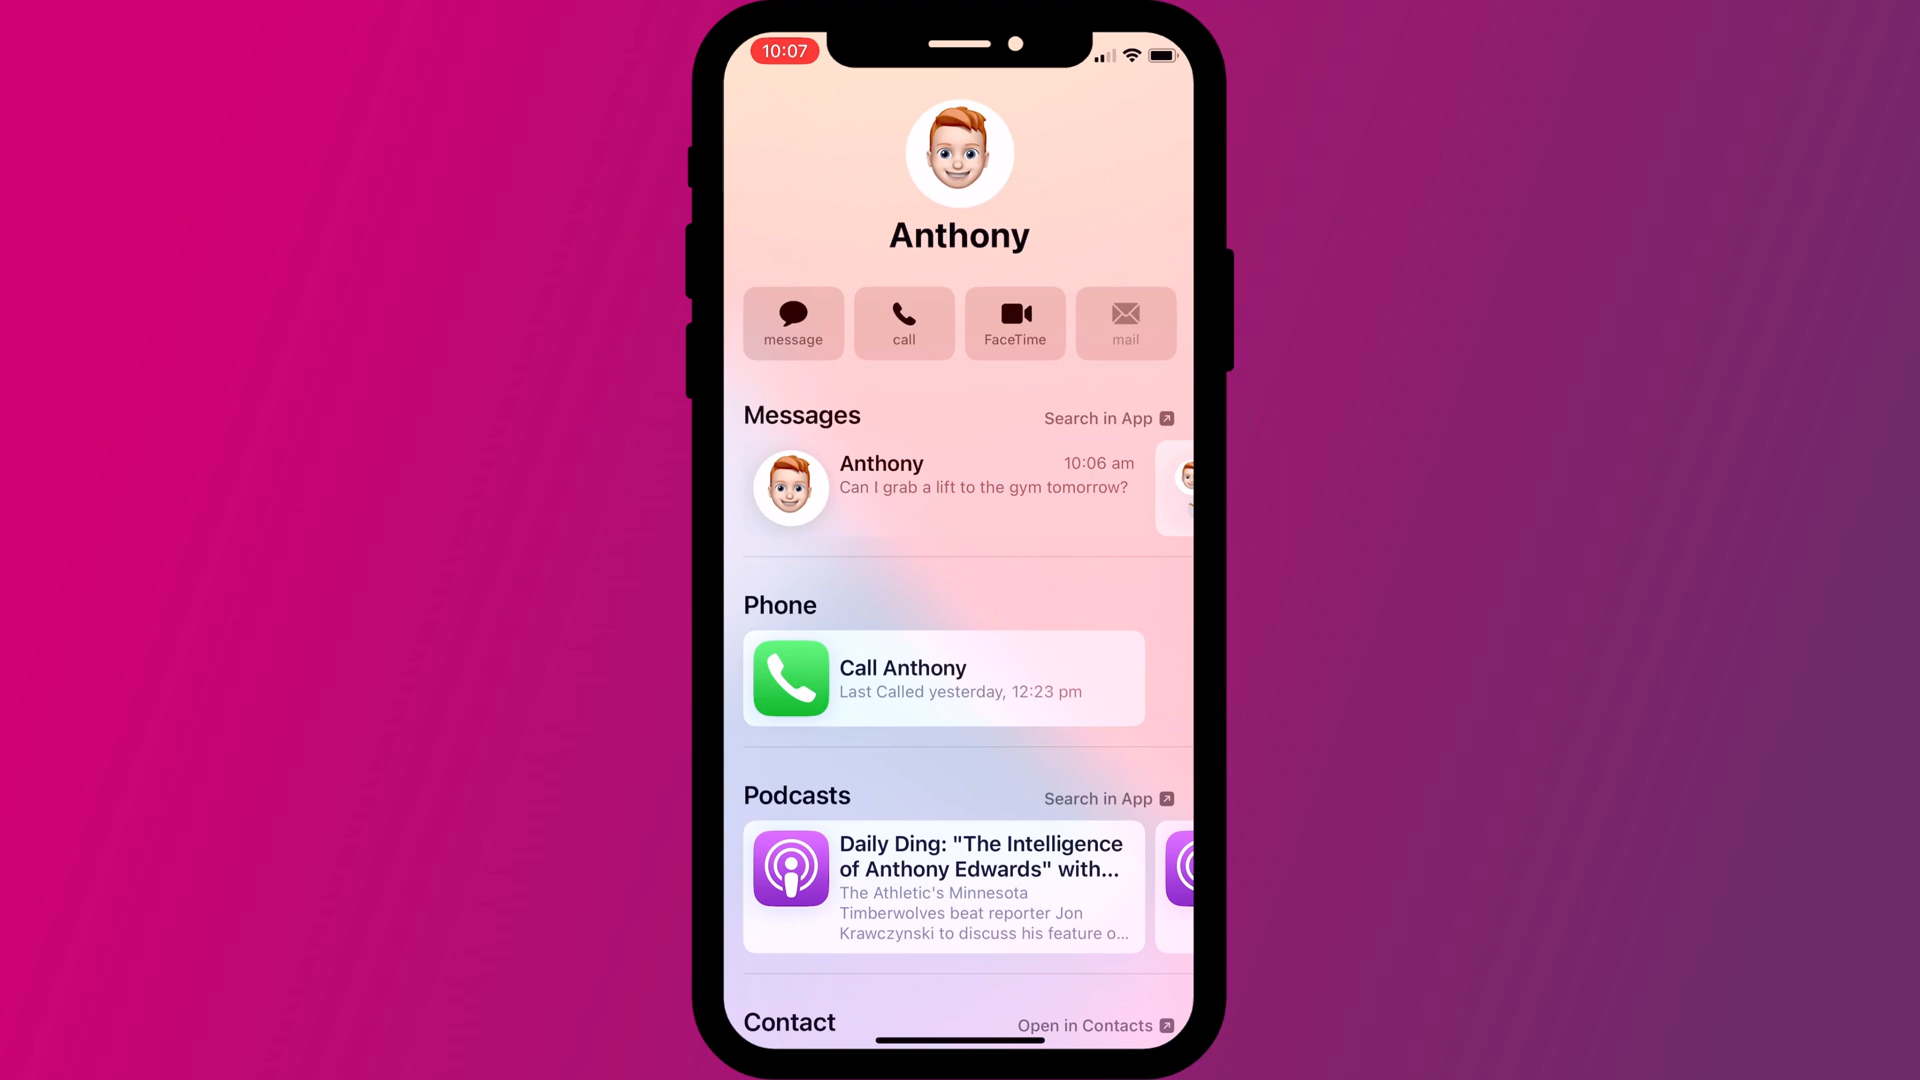 10:07
Anthony
message
call
FaceTime
mail
Messages
Search in App
Anthony
10:06 am
Can I grab a lift to the gym tomorrow?
Phone
Call Anthony
Last Called yesterday, 12:23 pm
Podcasts
Search in App
Daily Ding: "The Intelligence
of Anthony Edwards" with...
The Athletic's Minnesota
Timberwolves beat reporter Jon
Krawczynski to discuss his feature o...
Contact
Open in Contacts